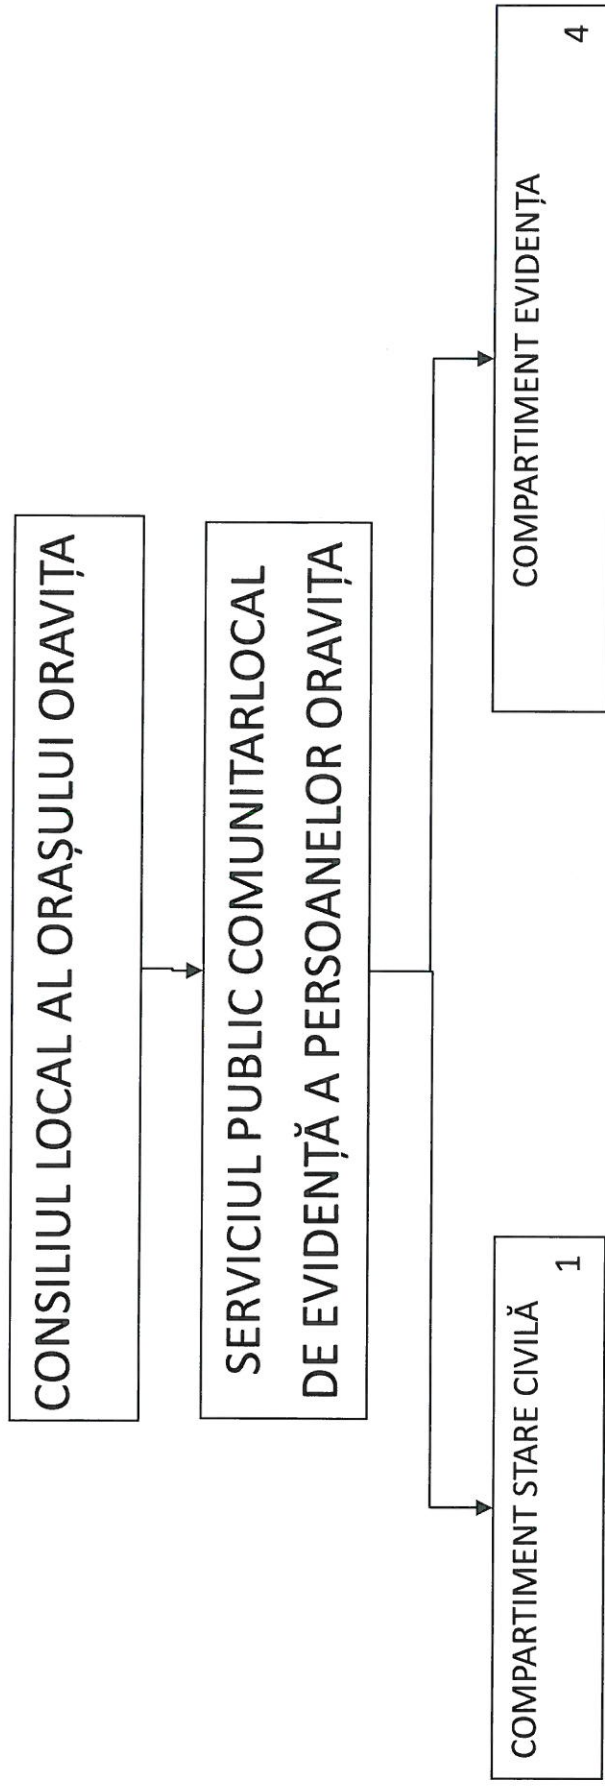 CONSILIUL LOCAL AL ORAȘULUI ORAVIȚA
SERVICIUL PUBLIC COMUNITARLOCAL
DE EVIDENȚĂ A PERSOANELOR ORAVIȚA
COMPARTIMENT STARE CIVILĂ
1
COMPARTIMENT EVIDENȚA
4